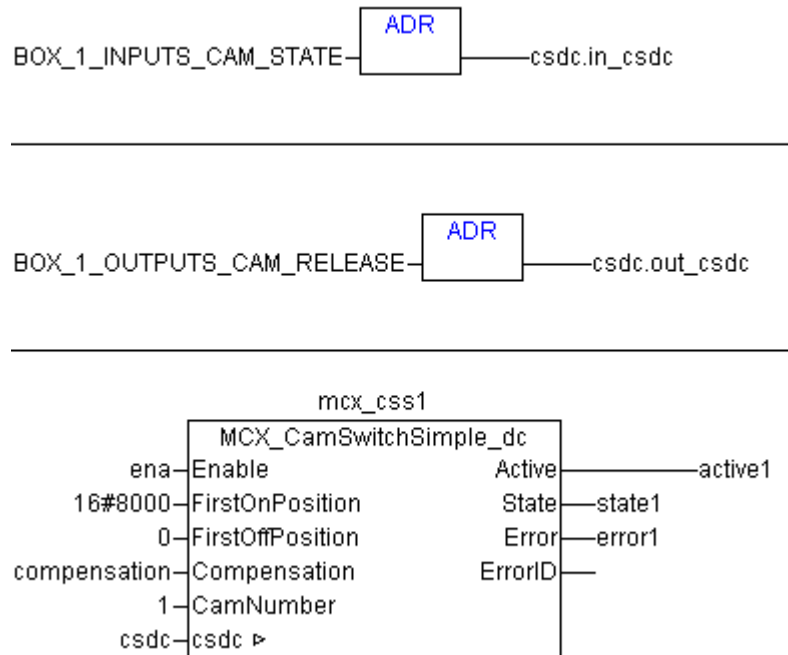 ADR
BOX_1_INPUTS_CAM_STATE csdc.in_csdc
ADR
BOX_1_OUTPUTS_CAM_RELEASE csdc.out_csdc
mcx_css1
MCX_CamSwitchSimple_dc
ena Enable Active active1
16#8000 FirstOnPosition State state1
0 FirstOffPosition Error error1
compensation Compensation ErrorID
1 CamNumber
csdc csdc ▷